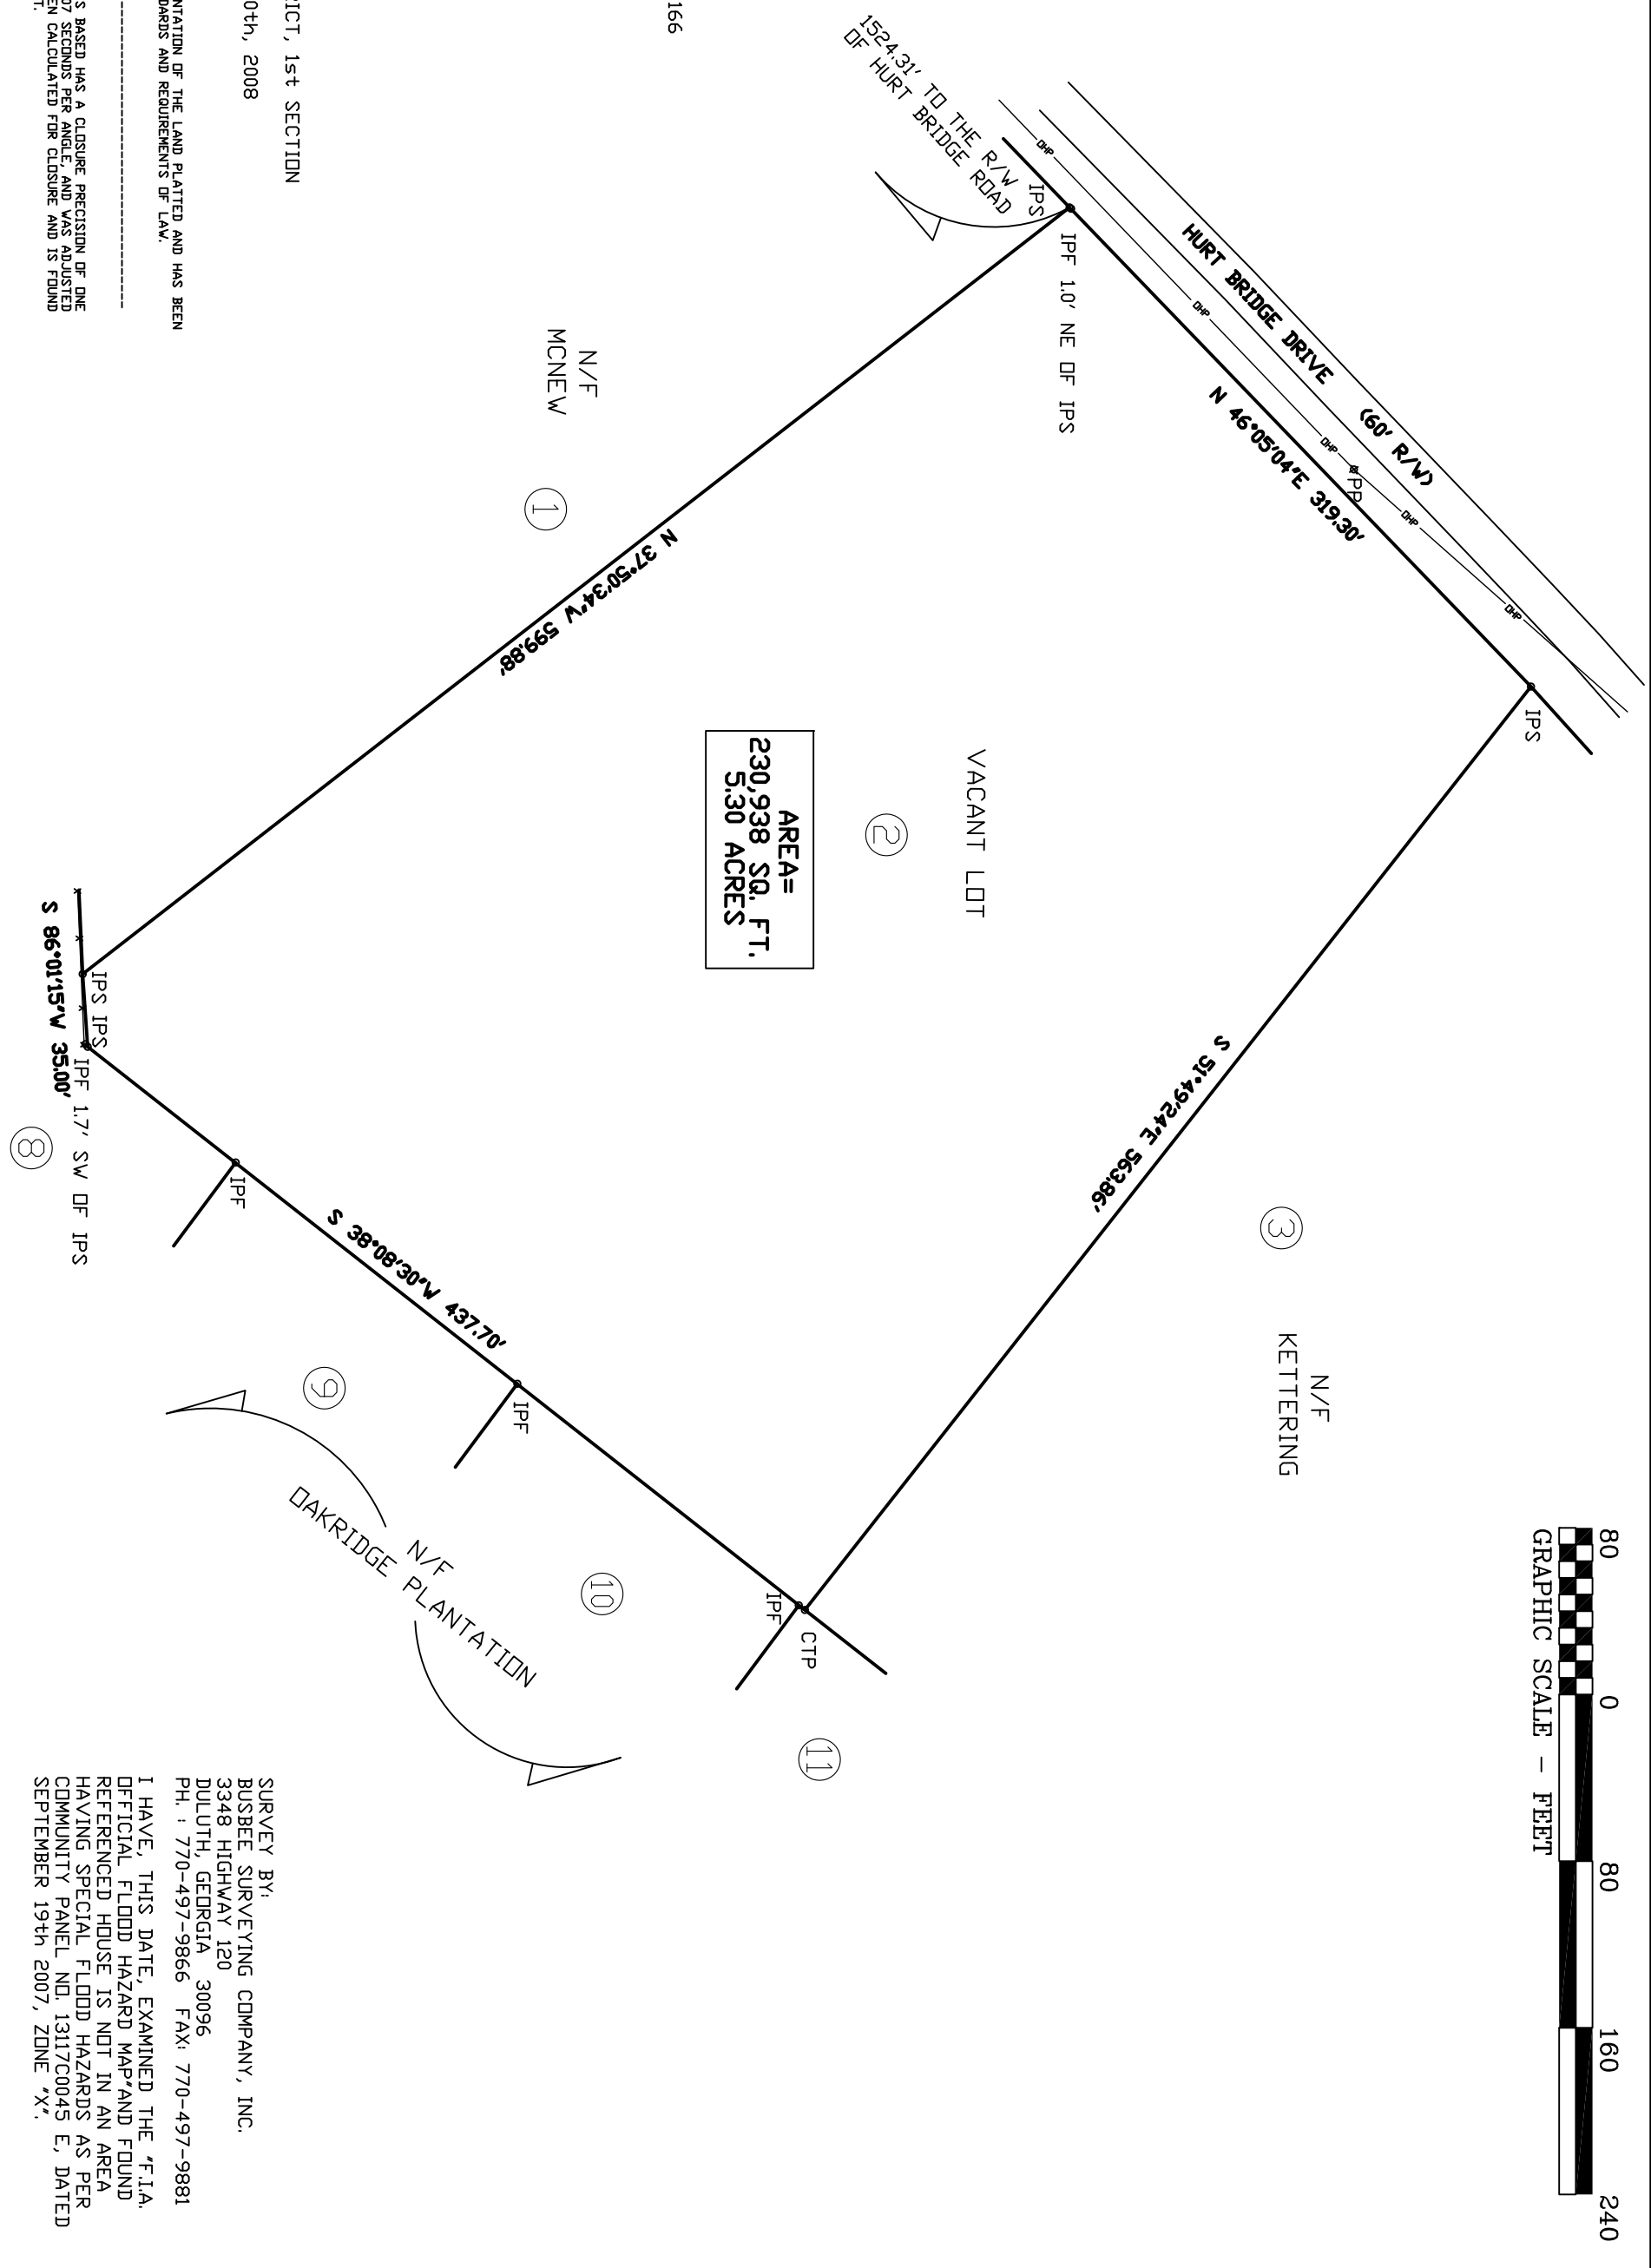 166
ICT, 1st SECTION
0th, 2008
NTATION OF THE LAND PLATTED AND HAS BEEN
DARDS AND REQUIREMENTS OF LAW.
S BASED HAS A CLOSURE PRECISION OF ONE
07 SECONDS PER ANGLE, AND WAS ADJUSTED
EN CALCULATED FOR CLOSURE AND IS FOUND
T.
1524.31' TO THE R/W
OF HURT BRIDGE ROAD
HURT BRIDGE DRIVE (60' R/W)
OHP
OHP
OHP
OHP
OHP
PP
N 46°05'04"E 319.30'
IPS
IPF 1.0' NE OF IPS
IPS
N/F
MCNEW
1
N 37°50'34"W 599.88'
VACANT LOT
2
AREA=
230,938 SQ. FT.
5.30 ACRES
S 51°49'24"E 563.86'
3
N/F
KETTERING
IPS IPS
IPF 1.7' SW OF IPS
S 86°01'15"W 35.00'
8
IPF
S 38°08'30"W 437.70'
IPF
9
N/F
OAKRIDGE PLANTATION
10
IPF
CTP
11
80 0 80 160 240
GRAPHIC SCALE - FEET
SURVEY BY:
BUSBEE SURVEYING COMPANY, INC.
3348 HIGHWAY 120
DULUTH, GEORGIA 30096
PH. : 770-497-9866 FAX: 770-497-9881
I HAVE, THIS DATE, EXAMINED THE "F.I.A.
OFFICIAL FLOOD HAZARD MAP"AND FOUND
REFERENCED HOUSE IS NOT IN AN AREA
HAVING SPECIAL FLOOD HAZARDS AS PER
COMMUNITY PANEL NO. 13117C0045 E, DATED
SEPTEMBER 19th 2007, ZONE "X".